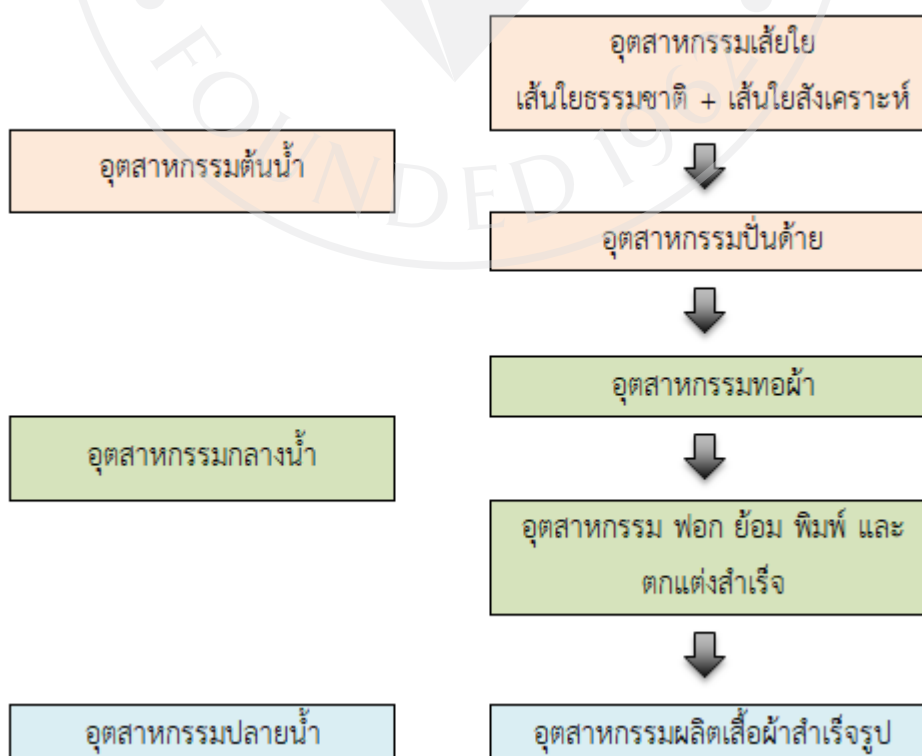 อุตสาหกรรมเส้ยใย
เส้นใยธรรมชาติ + เส้นใยสังเคราะห์
อุตสาหกรรมต้นน้ำ
อุตสาหกรรมปั่นด้าย
อุตสาหกรรมทอผ้า
อุตสาหกรรมกลางน้ำ
อุตสาหกรรม ฟอก ย้อม พิมพ์ และ
ตกแต่งสำเร็จ
อุตสาหกรรมปลายน้ำ
อุตสาหกรรมผลิตเสื้อผ้าสำเร็จรูป
FOUNDED 1962